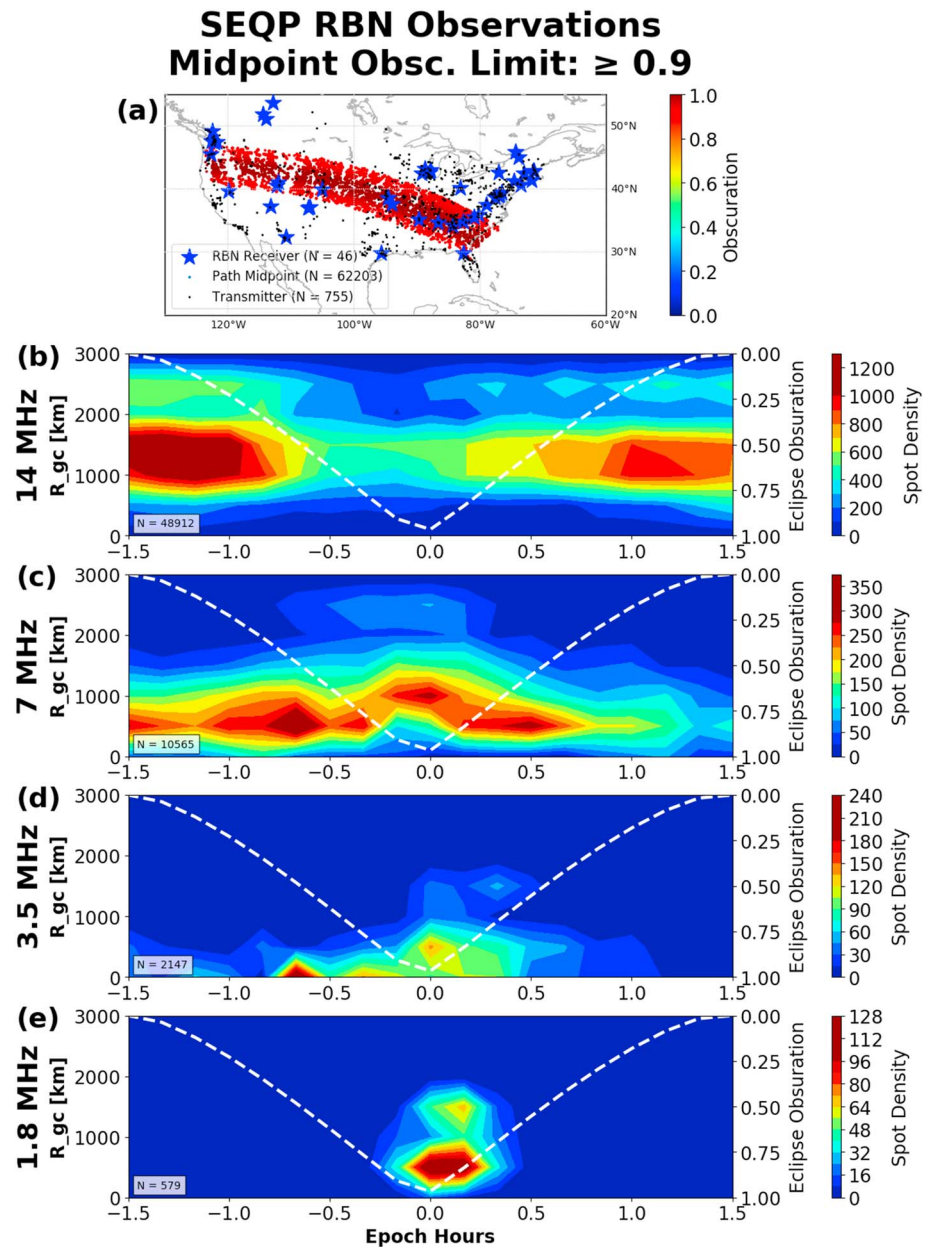 SEQP RBN Observations
Midpoint Obsc. Limit: ≥ 0.9
(a)
50°N
40°N
30°N
20°N
120°W 100°W 80°W 60°W
RBN Receiver (N = 46)
Path Midpoint (N = 62203)
Transmitter (N = 755)
1.0
0.8
0.6
0.4
0.2
0.0
Obscuration
(b)
14 MHz
R_gc [km]
3000
2000
1000
0
N = 48912
−1.5 −1.0 −0.5 0.0 0.5 1.0 1.5
0.00
0.25
0.50
0.75
1.00
Eclipse Obsuration
1200
1000
800
600
400
200
0
Spot Density
(c)
7 MHz
R_gc [km]
3000
2000
1000
0
N = 10565
−1.5 −1.0 −0.5 0.0 0.5 1.0 1.5
0.00
0.25
0.50
0.75
1.00
Eclipse Obsuration
350
300
250
200
150
100
50
0
Spot Density
(d)
3.5 MHz
R_gc [km]
3000
2000
1000
0
N = 2147
−1.5 −1.0 −0.5 0.0 0.5 1.0 1.5
0.00
0.25
0.50
0.75
1.00
Eclipse Obsuration
240
210
180
150
120
90
60
30
0
Spot Density
(e)
1.8 MHz
R_gc [km]
3000
2000
1000
0
N = 579
−1.5 −1.0 −0.5 0.0 0.5 1.0 1.5
Epoch Hours
0.00
0.25
0.50
0.75
1.00
Eclipse Obsuration
128
112
96
80
64
48
32
16
0
Spot Density